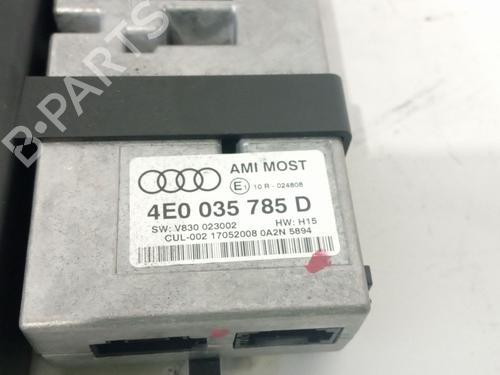 B-PARTS
AMI MOST
E1 10 R - 024808
4E0 035 785 D
SW: V830 023002 HW: H15
CUL-002 17052008 0A2N 5894